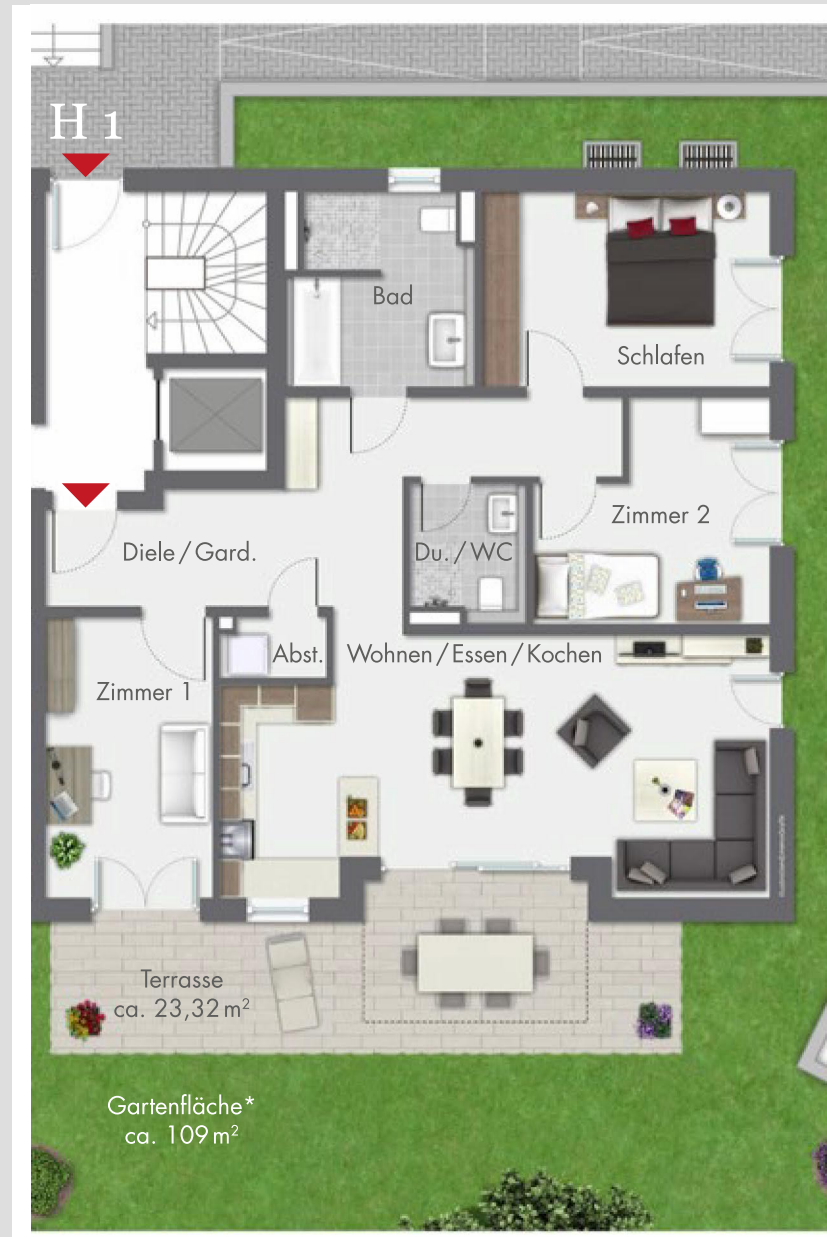 H 1
Bad
Schlafen
Zimmer 2
Diele / Gard.
Du. / WC
Abst.
Wohnen / Essen / Kochen
Zimmer 1
Terrasse
ca. 23,32 m²
Gartenfläche*
ca. 109 m²